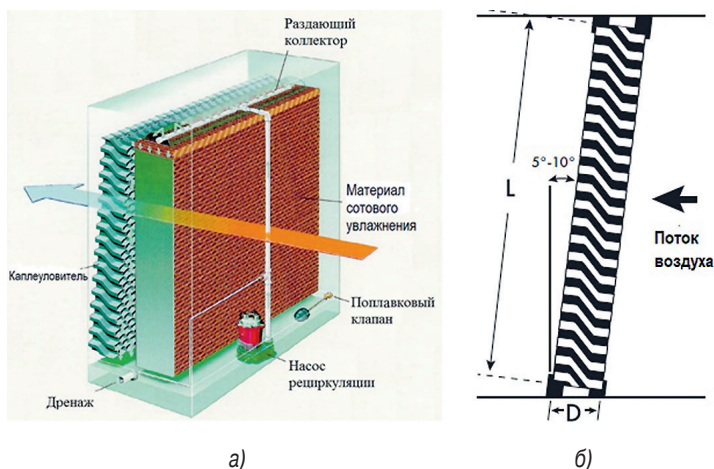 Раздающий
коллектор
Материал
сотового
увлажнения
Каплеуловитель
Поплавковый
клапан
Насос
рециркуляции
Дренаж
а)
5°-10°
L
Поток
воздуха
D
б)